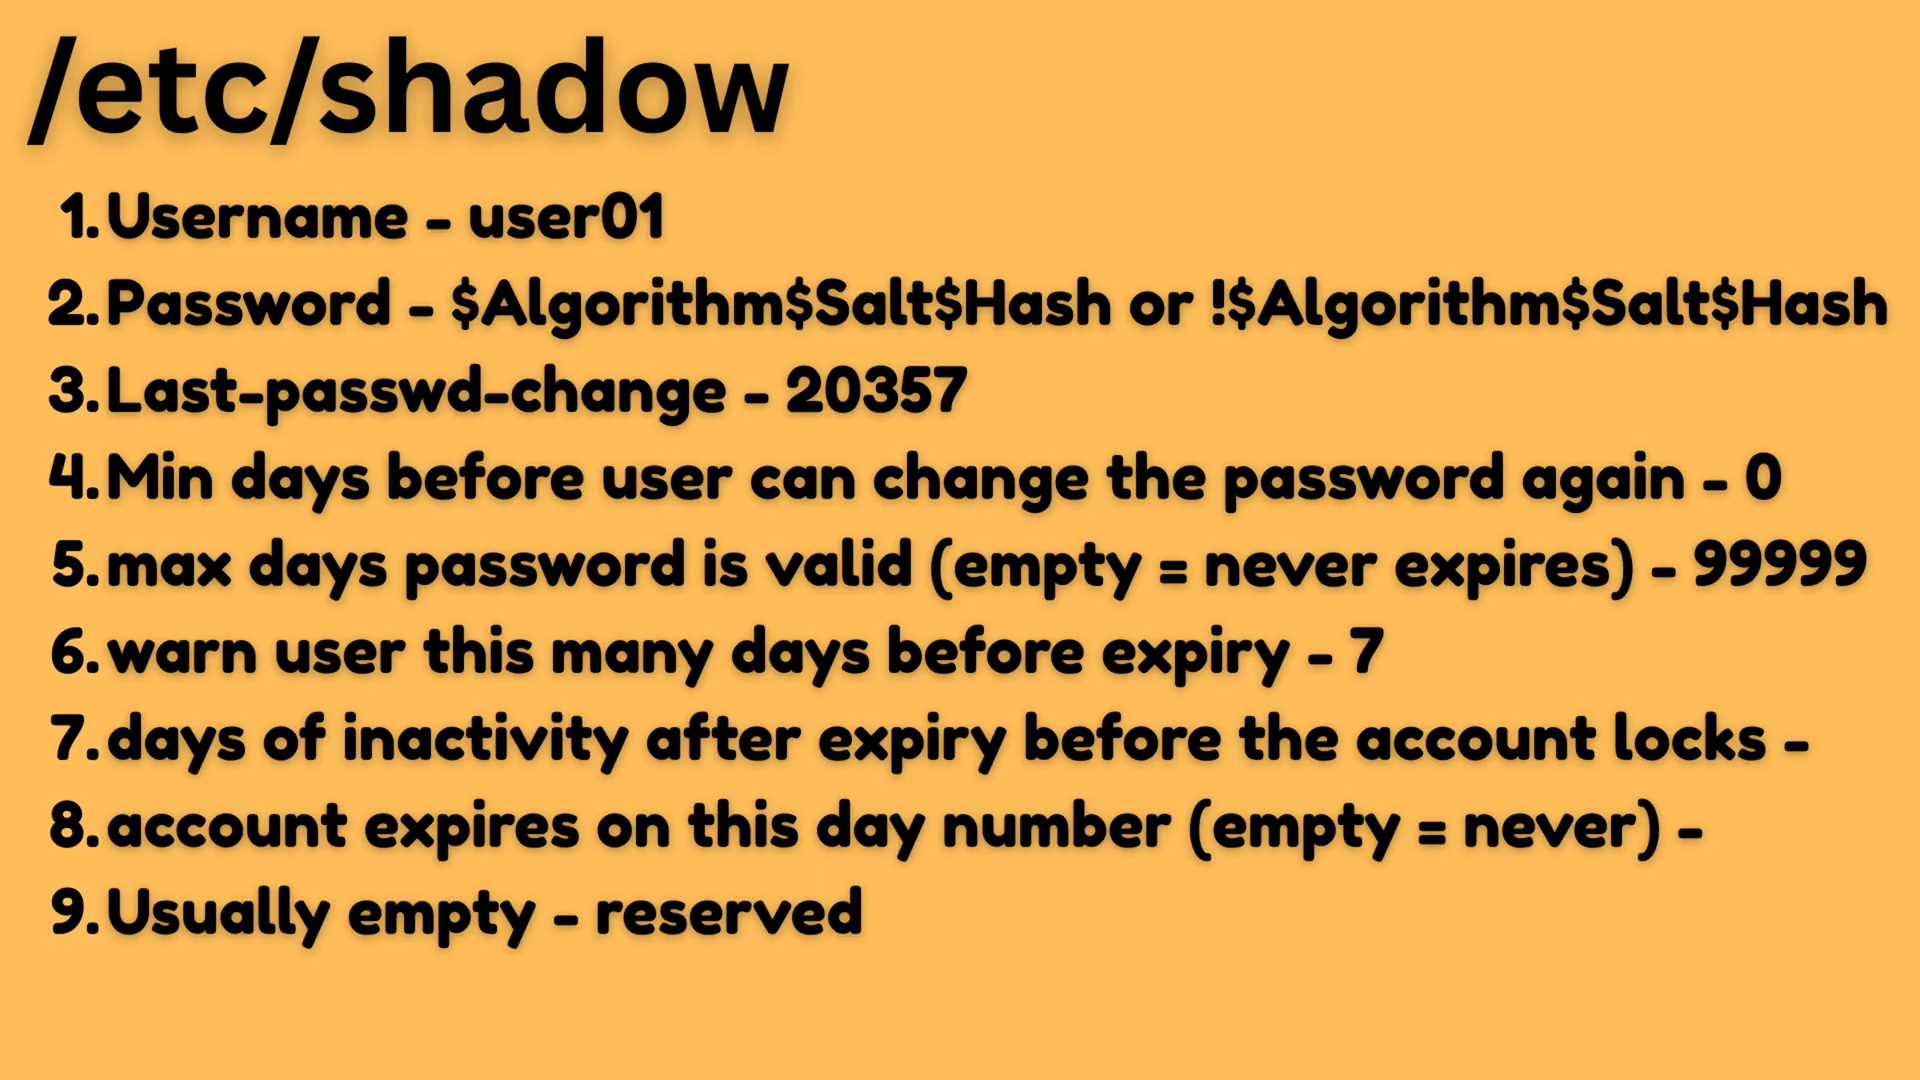 /etc/shadow
1. Username - user01
2. Password - $Algorithm$Salt$Hash or !$Algorithm$Salt$Hash
3. Last-passwd-change - 20357
4. Min days before user can change the password again - 0
5. max days password is valid (empty = never expires) - 99999
6. warn user this many days before expiry - 7
7. days of inactivity after expiry before the account locks -
8. account expires on this day number (empty = never) -
9. Usually empty - reserved